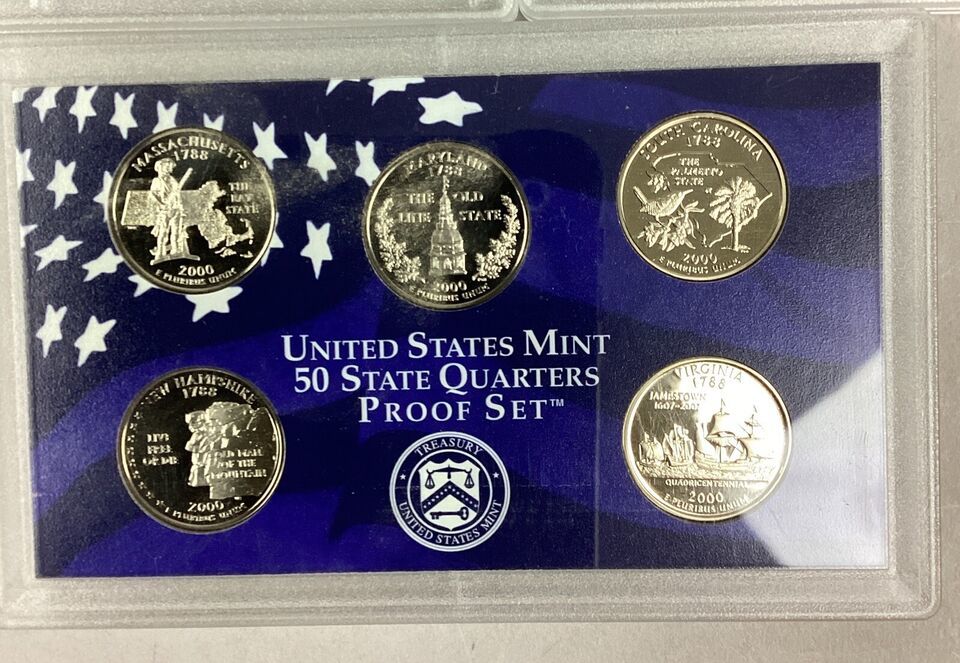 MASSACHUSETTS
1788
THE
BAY
STATE
2000
E PLURIBUS UNUM
MARYLAND
1788
THE OLD
LINE STATE
2000
E PLURIBUS UNUM
SOUTH CAROLINA
1788
THE
PALMETTO
STATE
2000
E PLURIBUS UNUM
UNITED STATES MINT
50 STATE QUARTERS
PROOF SET™
NEW HAMPSHIRE
1788
LIVE
FREE
OR DIE
OLD MAN
OF THE
MOUNTAIN
2000
E PLURIBUS UNUM
TREASURY
UNITED STATES MINT
VIRGINIA
1788
JAMESTOWN
1607-2007
QUADRICENTENNIAL
2000
E PLURIBUS UNUM